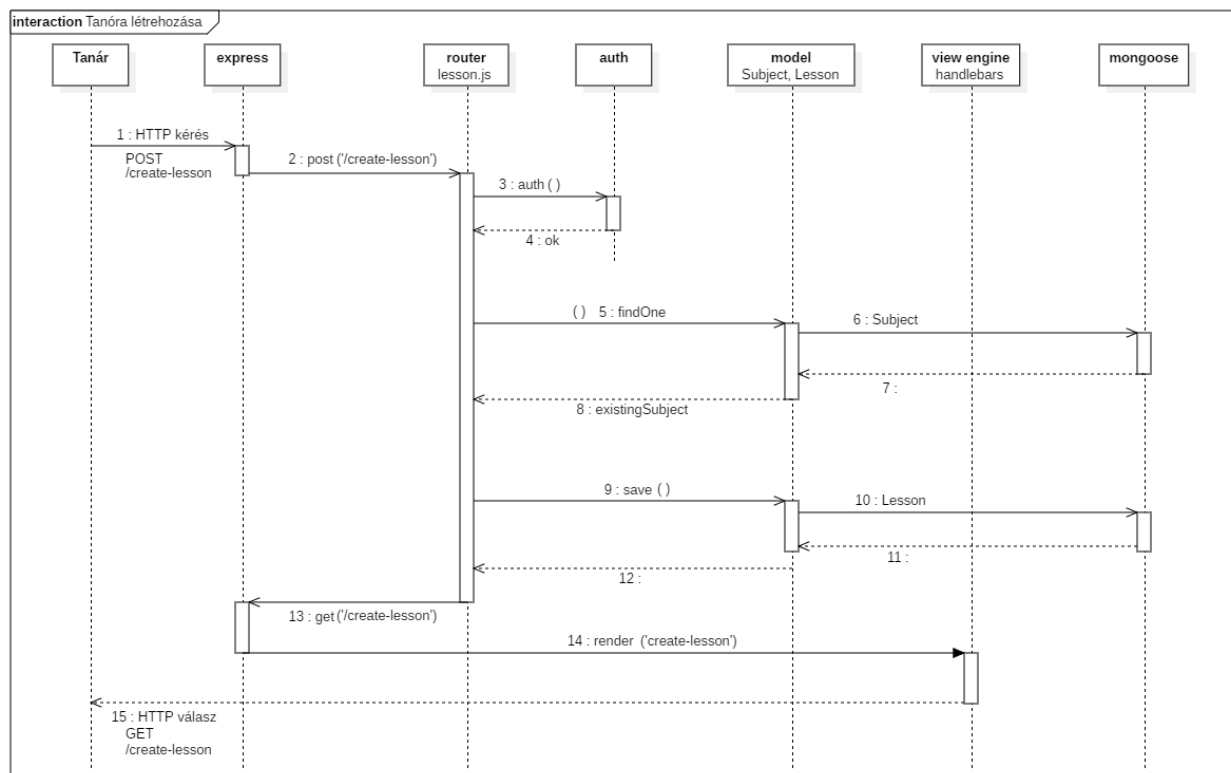 interaction Tanóra létrehozása
Tanár
express
router
lesson.js
auth
model
Subject, Lesson
view engine
handlebars
mongoose
1 : HTTP kérés
POST
/create-lesson
2 : post ('/create-lesson')
3 : auth ( )
4 : ok
( ) 5 : findOne
6 : Subject
7 :
8 : existingSubject
9 : save ( )
10 : Lesson
11 :
12 :
13 : get ('/create-lesson')
14 : render ('create-lesson')
15 : HTTP válasz
GET
/create-lesson